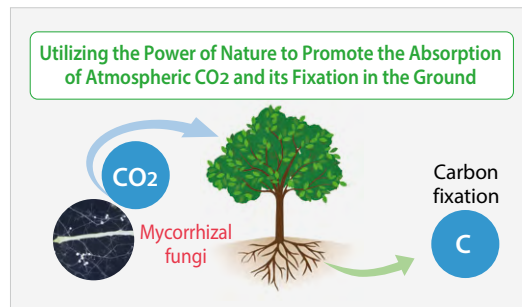 Utilizing the Power of Nature to Promote the Absorption
of Atmospheric CO2 and its Fixation in the Ground
CO2
Mycorrhizal
fungi
Carbon
fixation
C